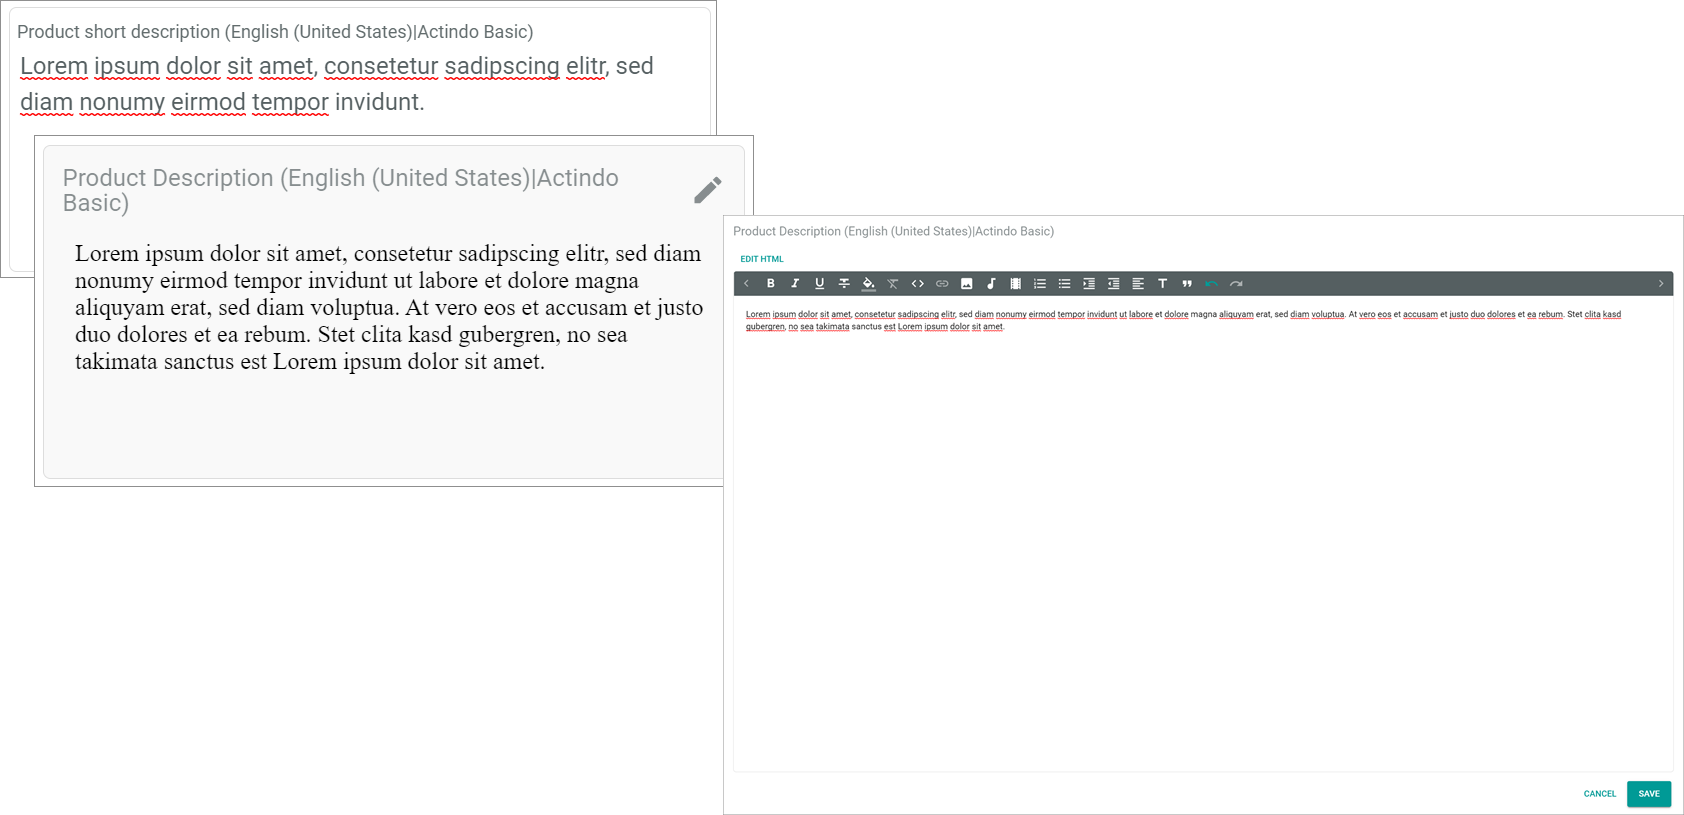 Product short description (English (United States)|Actindo Basic)
Lorem ipsum dolor sit amet, consetetur sadipscing elitr, sed
diam nonumy eirmod tempor invidunt.
Product Description (English (United States)|Actindo
Basic)
Lorem ipsum dolor sit amet, consetetur sadipscing elitr, sed diam
nonumy eirmod tempor invidunt ut labore et dolore magna
aliquyam erat, sed diam voluptua. At vero eos et accusam et justo
duo dolores et ea rebum. Stet clita kasd gubergren, no sea
takimata sanctus est Lorem ipsum dolor sit amet.
Product Description (English (United States)|Actindo Basic)
EDIT HTML
Lorem ipsum dolor sit amet, consetetur sadipscing elitr, sed diam nonumy eirmod tempor invidunt ut labore et dolore magna aliquyam erat, sed diam voluptua. At vero eos et accusam et justo duo dolores et ea rebum. Stet clita kasd
gubergren, no sea takimata sanctus est Lorem ipsum dolor sit amet.
CANCEL SAVE